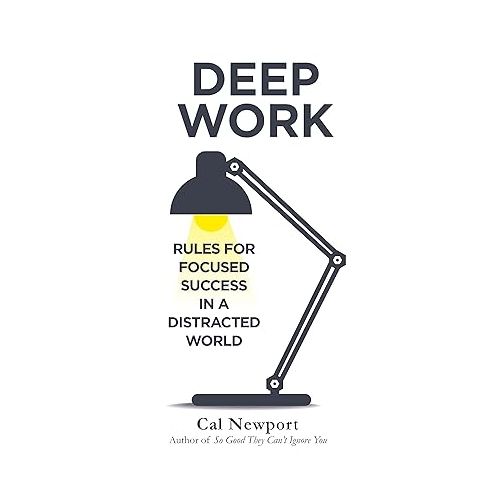 DEEP
WORK
RULES FOR
FOCUSED
SUCCESS
IN A
DISTRACTED
WORLD
Cal Newport
Author of So Good They Can't Ignore You